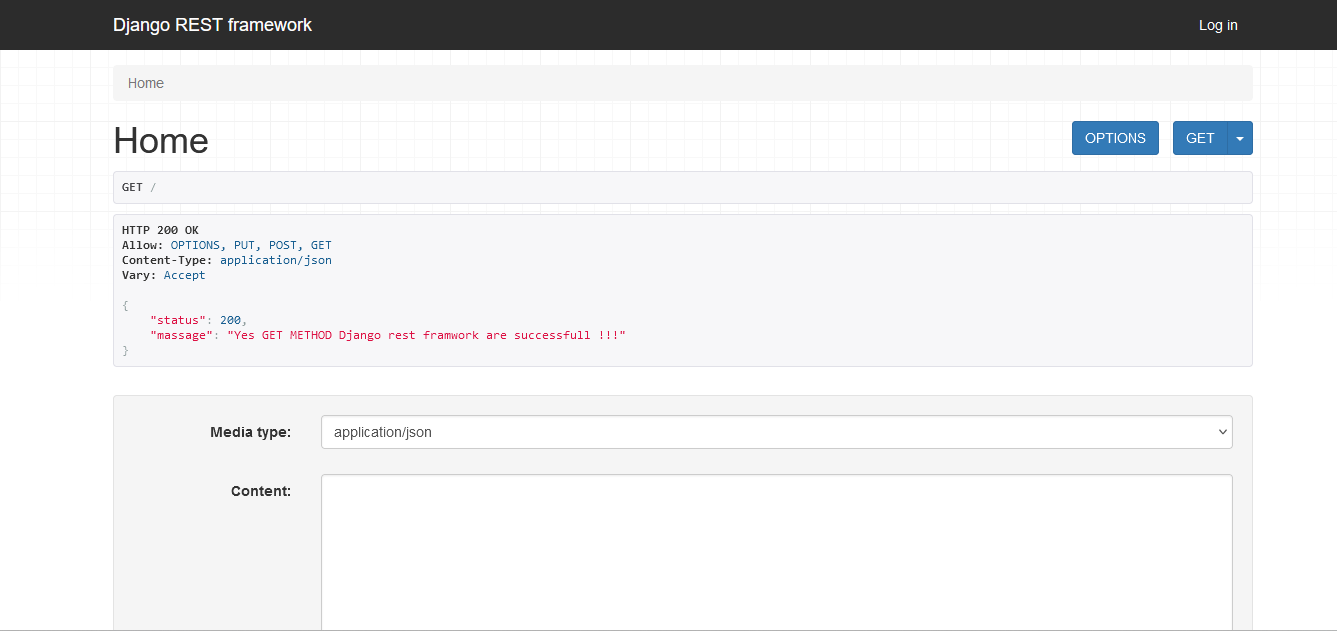 Django REST framework
Log in
Home
Home
OPTIONS
GET
GET /
HTTP 200 OK
Allow: OPTIONS, PUT, POST, GET
Content-Type: application/json
Vary: Accept
{
    "status": 200,
    "massage": "Yes GET METHOD Django rest framwork are successfull !!!"
}
Media type:
application/json
Content: